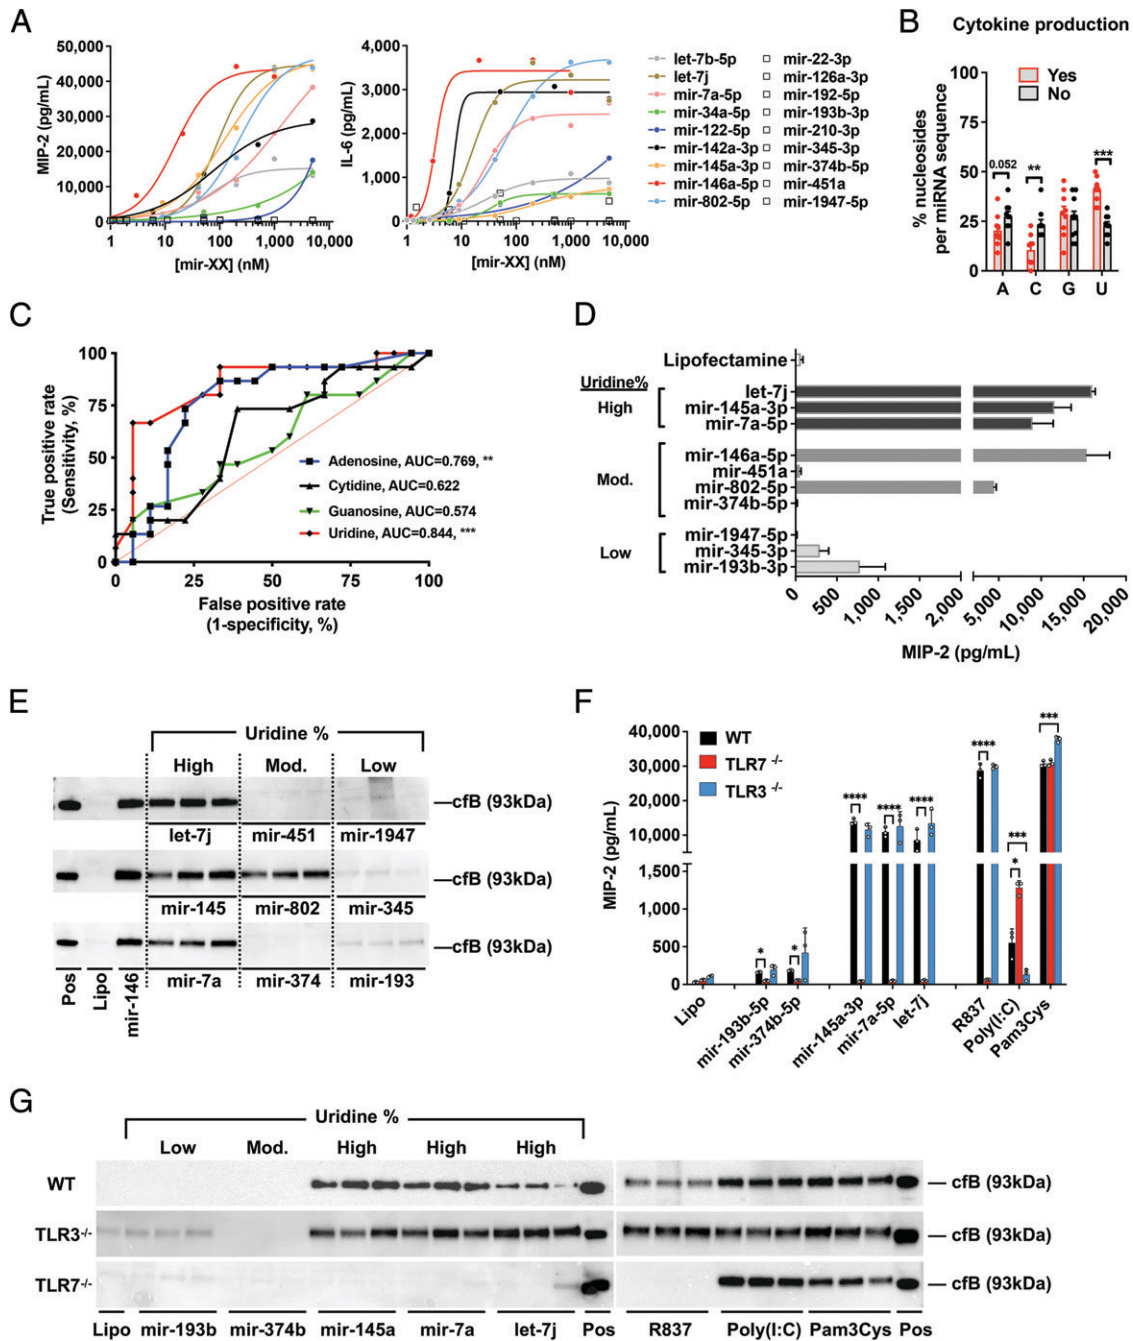 A
50,000
40,000
30,000
20,000
10,000
0
MIP-2 (pg/mL)
1
10
100
1,000
10,000
[mir-XX] (nM)
4,000
3,000
2,000
1,000
0
IL-6 (pg/mL)
1
10
100
1,000
10,000
[mir-XX] (nM)
let-7b-5p
let-7j
mir-7a-5p
mir-34a-5p
mir-122-5p
mir-142a-3p
mir-145a-3p
mir-146a-5p
mir-802-5p
mir-22-3p
mir-126a-3p
mir-192-5p
mir-193b-3p
mir-210-3p
mir-345-3p
mir-374b-5p
mir-451a
mir-1947-5p
B
Cytokine production
Yes
No
100
75
50
25
0
% nucleosides
per miRNA sequence
0.052
**
***
A C G U
C
100
75
50
25
0
True positive rate
(Sensitivity, %)
Adenosine, AUC=0.769, **
Cytidine, AUC=0.622
Guanosine, AUC=0.574
Uridine, AUC=0.844, ***
0 25 50 75 100
False positive rate
(1-specificity, %)
D
Lipofectamine
Uridine%
High
let-7j
mir-145a-3p
mir-7a-5p
Mod.
mir-146a-5p
mir-451a
mir-802-5p
mir-374b-5p
Low
mir-1947-5p
mir-345-3p
mir-193b-3p
0
500
1,000
1,500
2,000
5,000
10,000
15,000
20,000
MIP-2 (pg/mL)
E
Uridine %
High Mod. Low
cfB (93kDa)
let-7j mir-451 mir-1947
cfB (93kDa)
mir-145 mir-802 mir-345
cfB (93kDa)
mir-7a mir-374 mir-193
Pos
Lipo
mir-146
F
WT
TLR7 -/-
TLR3 -/-
40,000
30,000
20,000
10,000
1,500
1,000
500
0
MIP-2 (pg/mL)
*
*
****
****
****
****
***
*
***
Lipo
mir-193b-5p
mir-374b-5p
mir-145a-3p
mir-7a-5p
let-7j
R837
Poly(I:C)
Pam3Cys
G
Uridine %
Low Mod. High High High
WT
cfB (93kDa)
TLR3-/-
cfB (93kDa)
TLR7-/-
cfB (93kDa)
Lipo mir-193b mir-374b mir-145a mir-7a let-7j Pos R837 Poly(I:C) Pam3Cys Pos